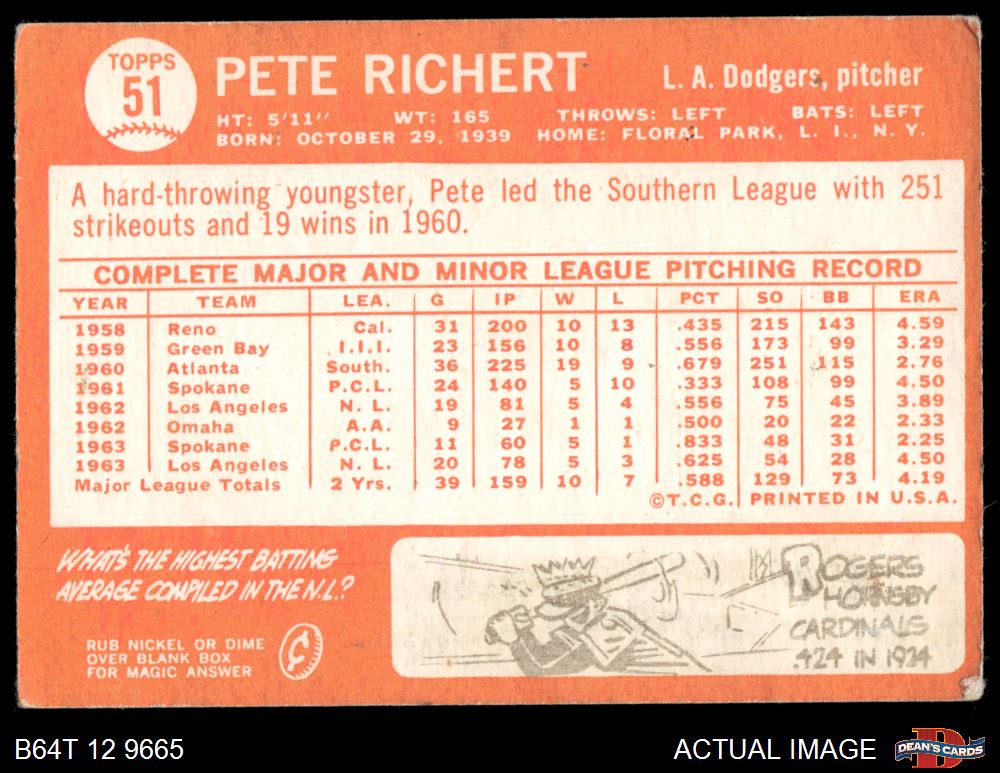 TOPPS
51
PETE RICHERT
L. A. Dodgers, pitcher
HT: 5'11" WT: 165 THROWS: LEFT BATS: LEFT
BORN: OCTOBER 29, 1939 HOME: FLORAL PARK, L. I., N. Y.
A hard-throwing youngster, Pete led the Southern League with 251
strikeouts and 19 wins in 1960.
COMPLETE MAJOR AND MINOR LEAGUE PITCHING RECORD
YEAR TEAM LEA. G IP W L PCT SO BB ERA
1958 Reno Cal. 31 200 10 13 .435 215 143 4.59
1959 Green Bay I.I.I. 23 156 10 8 .556 173 99 3.29
1960 Atlanta South. 36 225 19 9 .679 251 115 2.76
1961 Spokane P.C.L. 24 140 5 10 .333 108 99 4.50
1962 Los Angeles N. L. 19 81 5 4 .556 75 45 3.89
1962 Omaha A.A. 9 27 1 1 .500 20 22 2.33
1963 Spokane P.C.L. 11 60 5 1 .833 48 31 2.25
1963 Los Angeles N. L. 20 78 5 3 .625 54 28 4.50
Major League Totals 2 Yrs. 39 159 10 7 .588 129 73 4.19
©T.C.G. PRINTED IN U.S.A.
WHAT'S THE HIGHEST BATTING
AVERAGE COMPILED IN THE N.L.?
RUB NICKEL OR DIME
OVER BLANK BOX
FOR MAGIC ANSWER
¢
ROGERS
HORNSBY
CARDINALS
.424 IN 1924
B64T 12 9665
ACTUAL IMAGE
D
DEAN'S CARDS